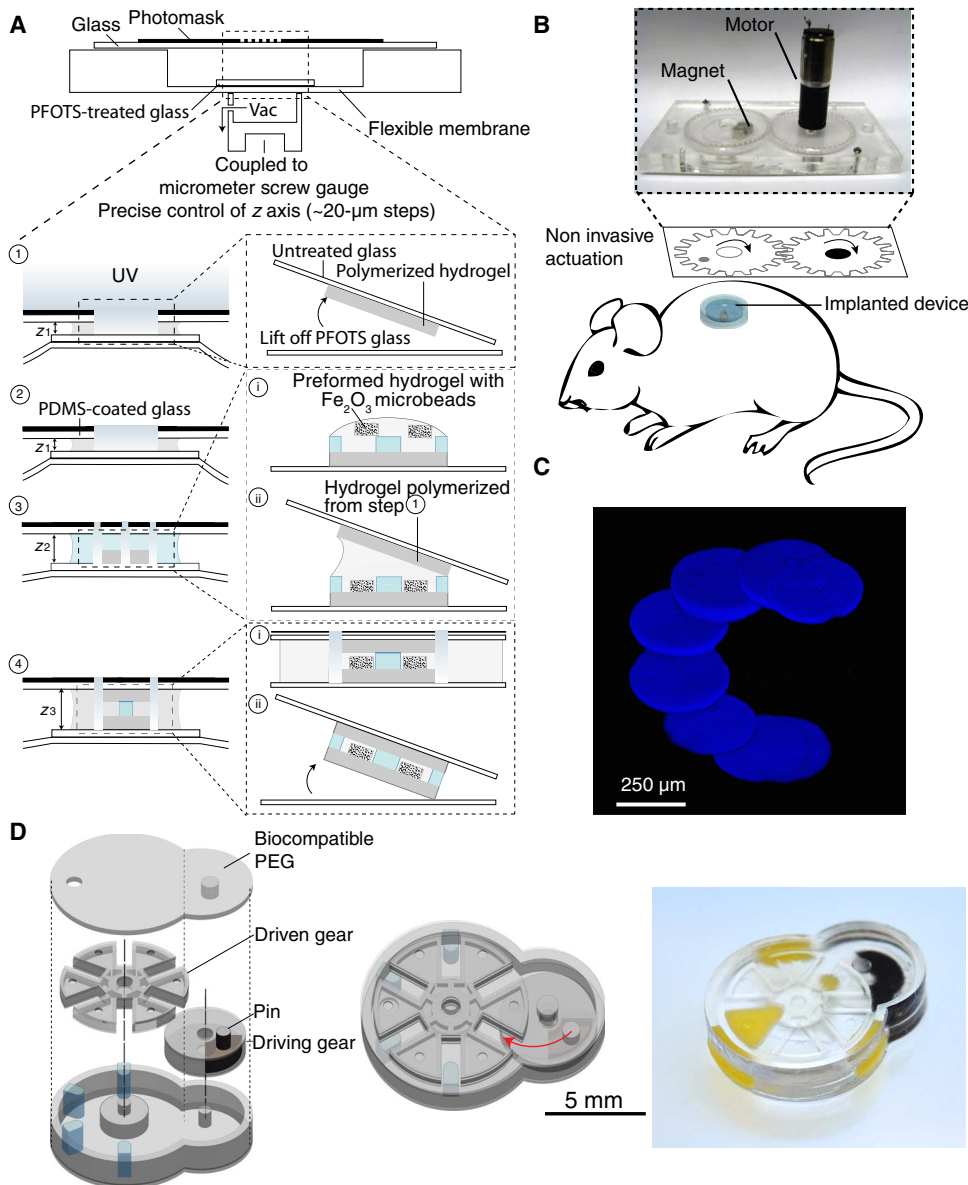 A
Photomask
Glass
PFOTS-treated glass
Vac
Flexible membrane
Coupled to
micrometer screw gauge
Precise control of z axis (~20-µm steps)
1
UV
z1
Untreated glass
Polymerized hydrogel
Lift off PFOTS glass
2
PDMS-coated glass
z1
i
Preformed hydrogel with
Fe2O3 microbeads
3
z2
ii
Hydrogel polymerized
from step 1
4
z3
i
ii
B
Motor
Magnet
Non invasive
actuation
Implanted device
C
250 µm
D
Biocompatible
PEG
Driven gear
Pin
Driving gear
5 mm